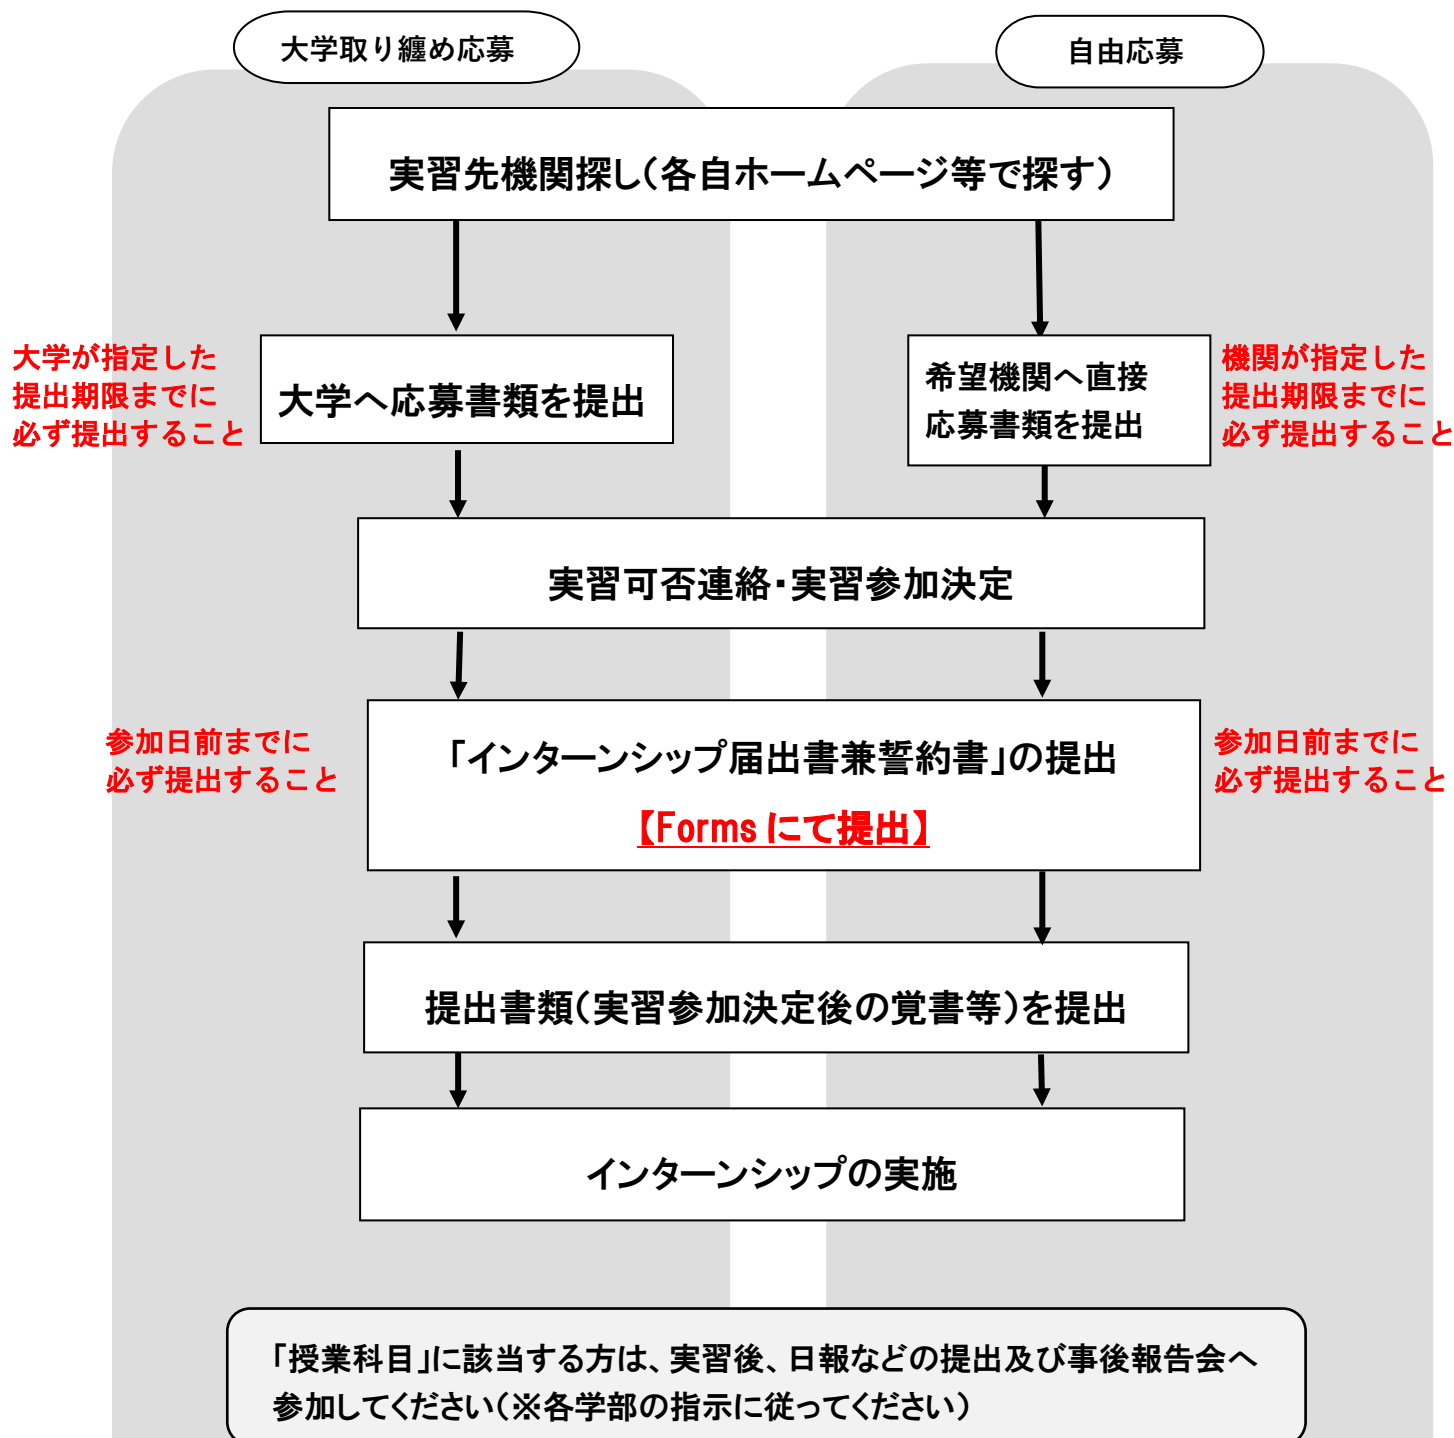 大学取り纏め応募
自由応募
実習先機関探し（各自ホームページ等で探す）
大学が指定した
提出期限までに
必ず提出すること
大学へ応募書類を提出
希望機関へ直接
応募書類を提出
機関が指定した
提出期限までに
必ず提出すること
実習可否連絡・実習参加決定
参加日前までに
必ず提出すること
「インターンシップ届出書兼誓約書」の提出
【Forms にて提出】
参加日前までに
必ず提出すること
提出書類（実習参加決定後の覚書等）を提出
インターンシップの実施
「授業科目」に該当する方は、実習後、日報などの提出及び事後報告会へ
参加してください（※各学部の指示に従ってください）